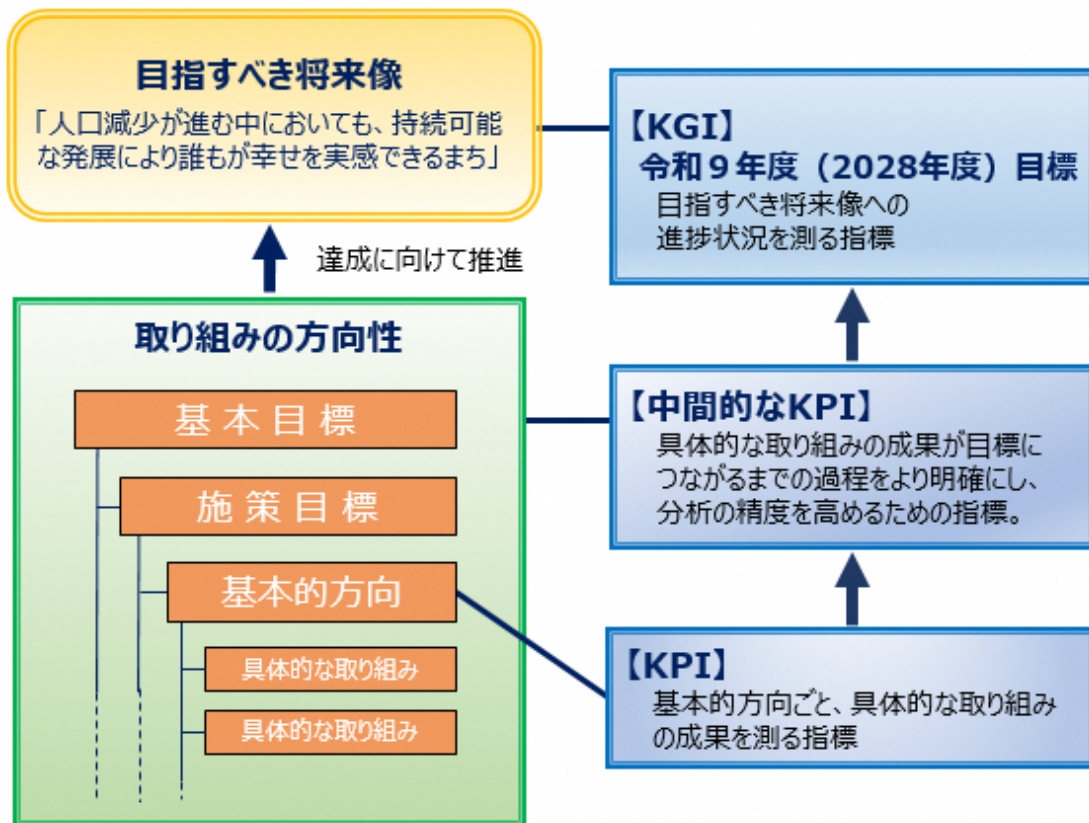 目指すべき将来像
「人口減少が進む中においても、持続可能
な発展により誰もが幸せを実感できるまち」
達成に向けて推進
取り組みの方向性
基本目標
施策目標
基本的方向
具体的な取り組み
具体的な取り組み
【KGI】
令和9年度（2028年度）目標
目指すべき将来像への
進捗状況を測る指標
【中間的なKPI】
具体的な取り組みの成果が目標に
つながるまでの過程をより明確にし、
分析の精度を高めるための指標。
【KPI】
基本的方向ごと、具体的な取り組み
の成果を測る指標